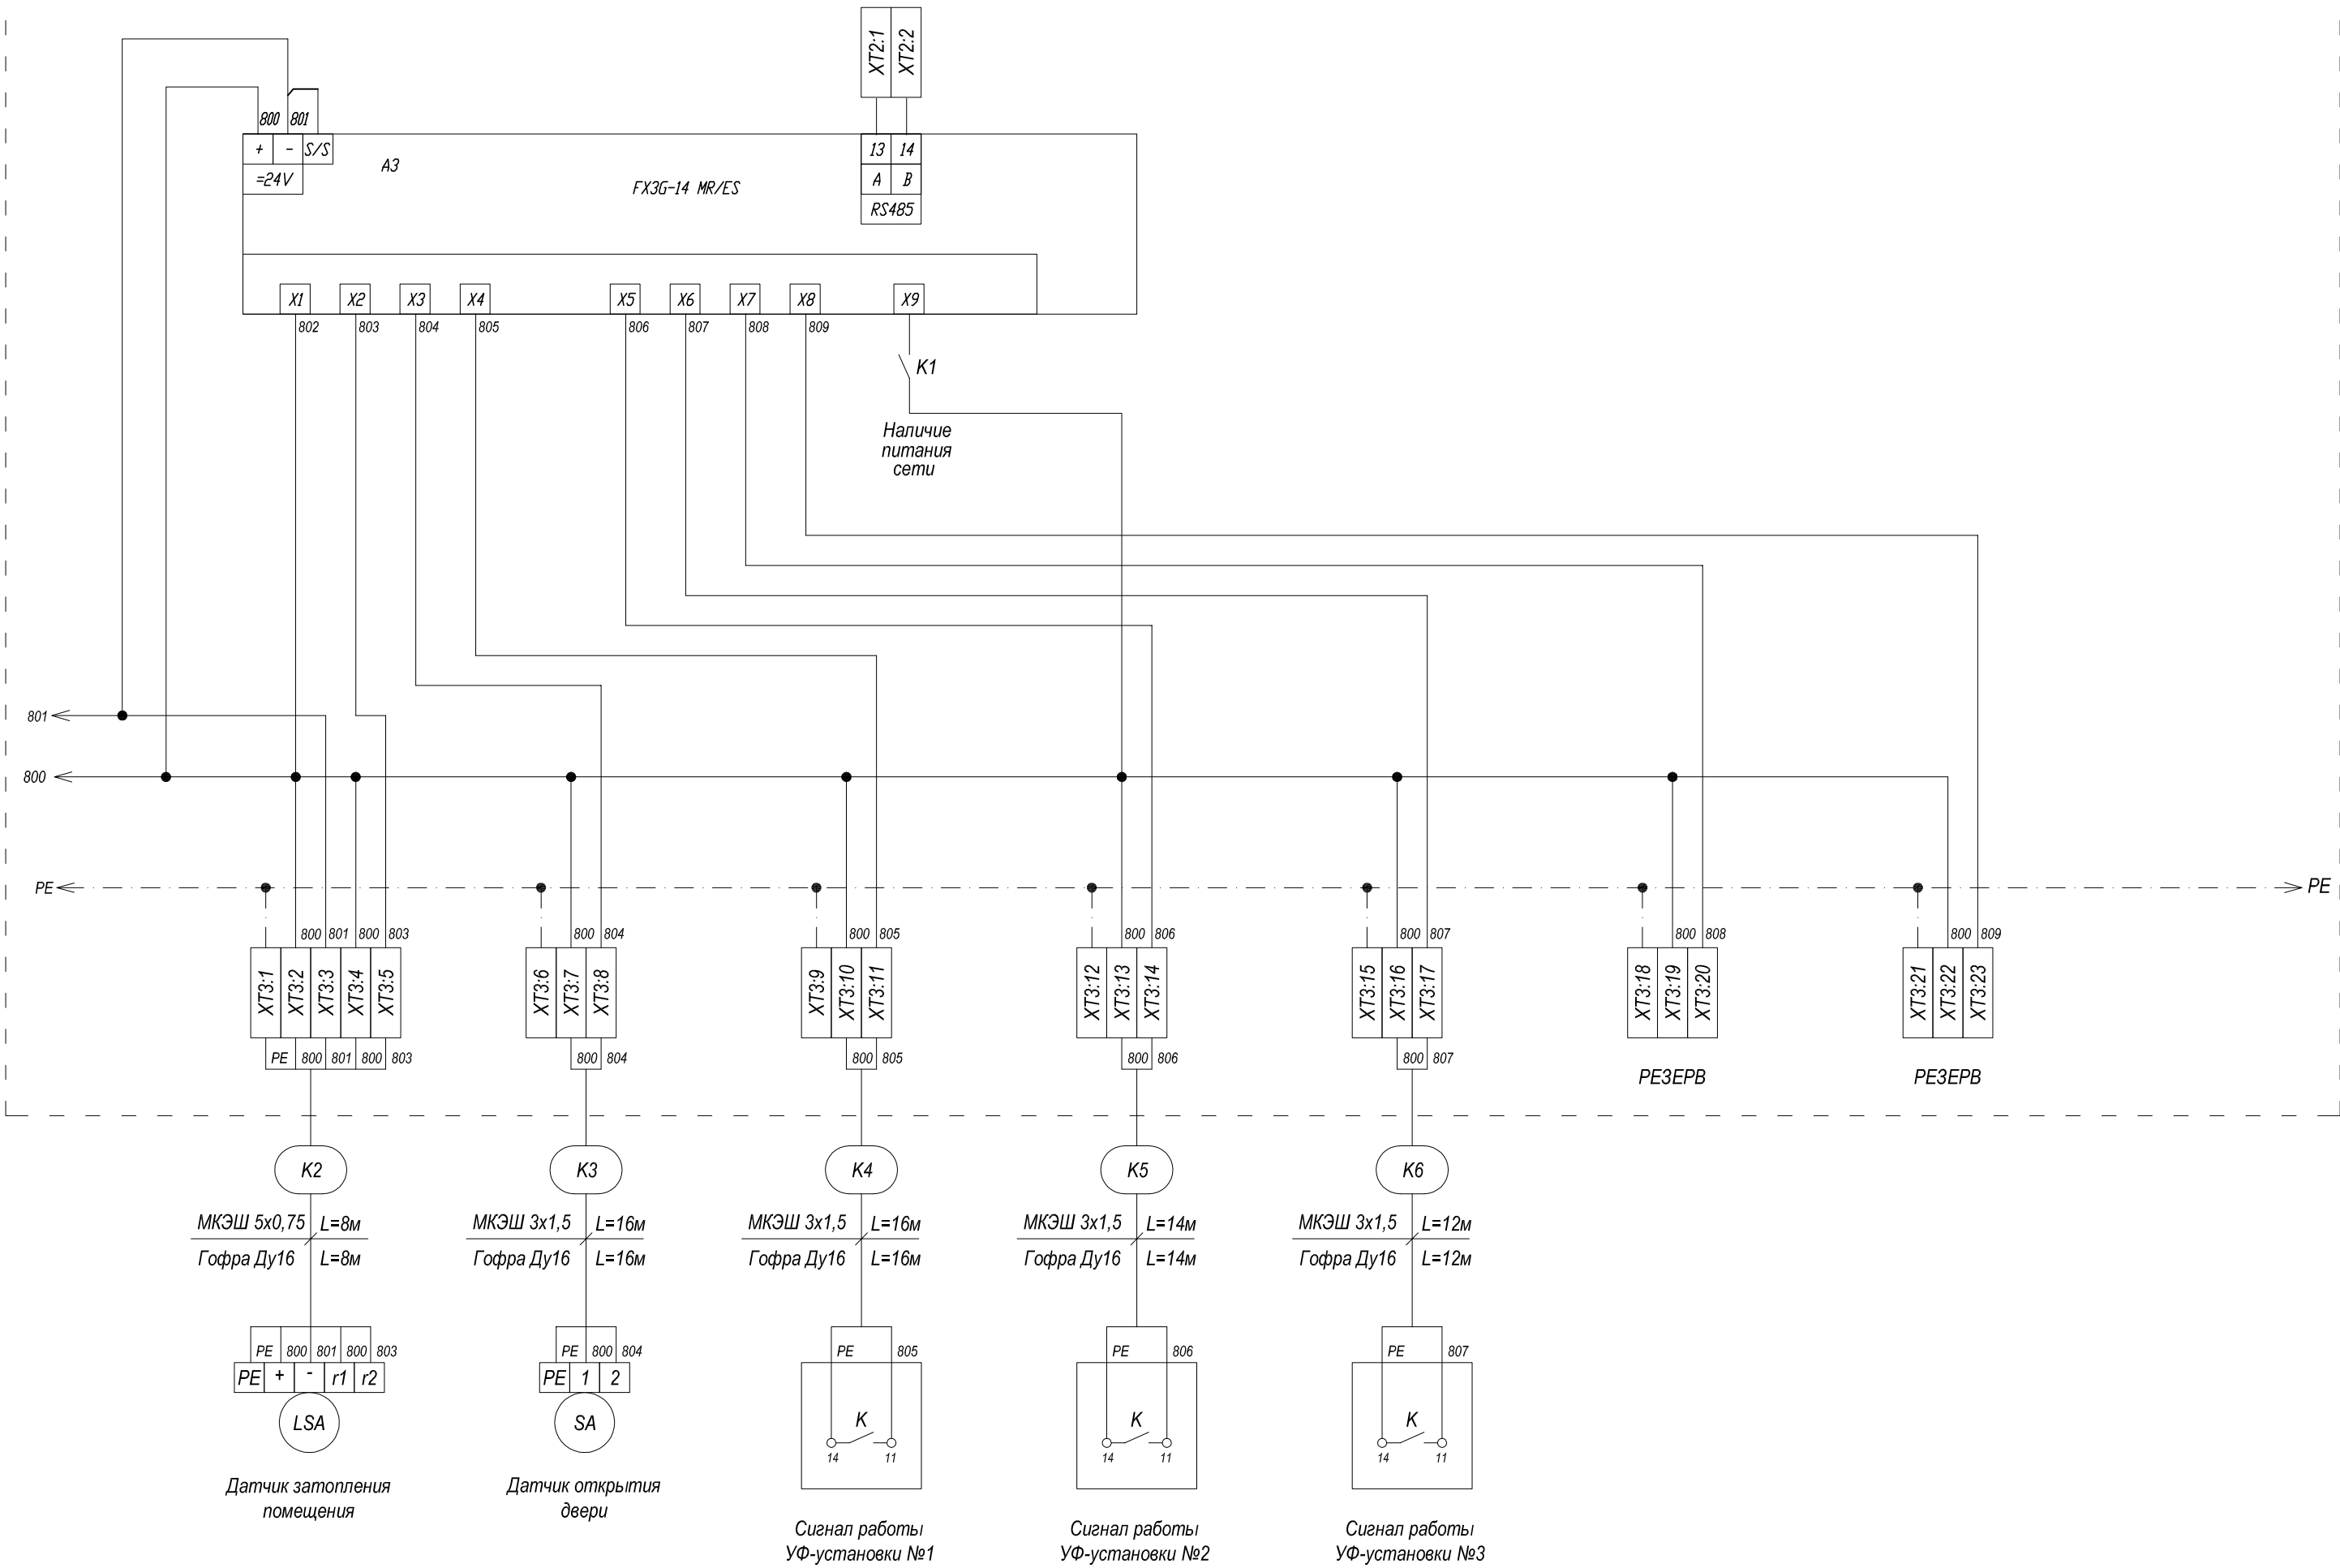 XT2:1 XT2:2
800 801
+ - S/S
=24V
A3
FX3G-14 MR/ES
13 14
A B
RS485
X1 X2 X3 X4 X5 X6 X7 X8 X9
802 803 804 805 806 807 808 809
K1
Наличие
питания
сети
801
800
PE
PE
800 801 800 803
800 804
800 805
800 806
800 807
800 808
800 809
XT3:1 XT3:2 XT3:3 XT3:4 XT3:5
XT3:6 XT3:7 XT3:8
XT3:9 XT3:10 XT3:11
XT3:12 XT3:13 XT3:14
XT3:15 XT3:16 XT3:17
XT3:18 XT3:19 XT3:20
XT3:21 XT3:22 XT3:23
PE 800 801 800 803
800 804
800 805
800 806
800 807
РЕЗЕРВ
РЕЗЕРВ
K2
K3
K4
K5
K6
МКЭШ 5x0,75 L=8м
Гофра Ду16 L=8м
МКЭШ 3x1,5 L=16м
Гофра Ду16 L=16м
МКЭШ 3x1,5 L=16м
Гофра Ду16 L=16м
МКЭШ 3x1,5 L=14м
Гофра Ду16 L=14м
МКЭШ 3x1,5 L=12м
Гофра Ду16 L=12м
PE 800 801 800 803
PE + - r1 r2
LSA
Датчик затопления
помещения
PE 800 804
PE 1 2
SA
Датчик открытия
двери
PE 805
K
14 11
Сигнал работы
УФ-установки №1
PE 806
K
14 11
Сигнал работы
УФ-установки №2
PE 807
K
14 11
Сигнал работы
УФ-установки №3